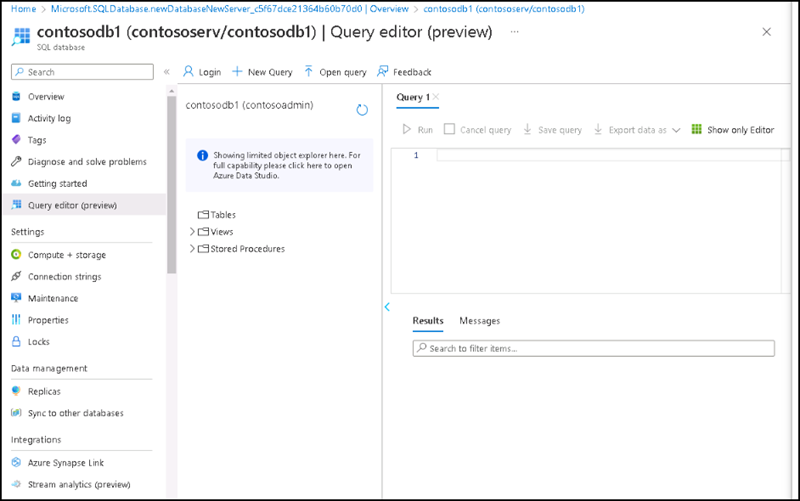 Home > Microsoft.SQLDatabase.newDatabaseNewServer_c5f67dce21364b60b70d0 | Overview > contosodb1 (contososerv/contosodb1)
contosodb1 (contososerv/contosodb1) | Query editor (preview) ...
SQL database
Search
Overview
Activity log
Tags
Diagnose and solve problems
Getting started
Query editor (preview)
Settings
Compute + storage
Connection strings
Maintenance
Properties
Locks
Data management
Replicas
Sync to other databases
Integrations
Azure Synapse Link
Stream analytics (preview)
Login New Query Open query Feedback
contosodb1 (contosoadmin)
Showing limited object explorer here. For
full capability please click here to open
Azure Data Studio.
Tables
Views
Stored Procedures
Query 1
Run Cancel query Save query Export data as Show only Editor
1
Results Messages
Search to filter items...